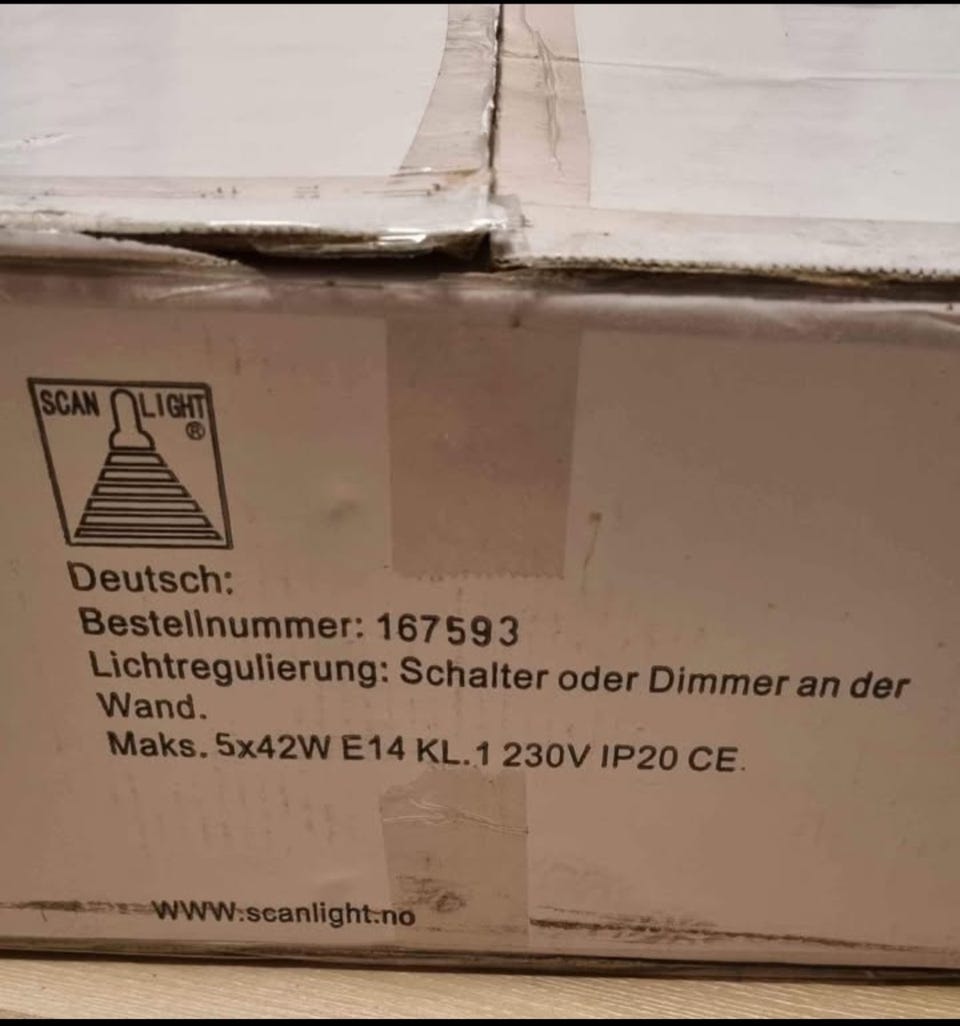 SCAN LIGHT®
Deutsch:
Bestellnummer: 167593
Lichtregulierung: Schalter oder Dimmer an der
Wand.
Maks. 5x42W E14 KL.1 230V IP20 CE.
WWW.scanlight.no